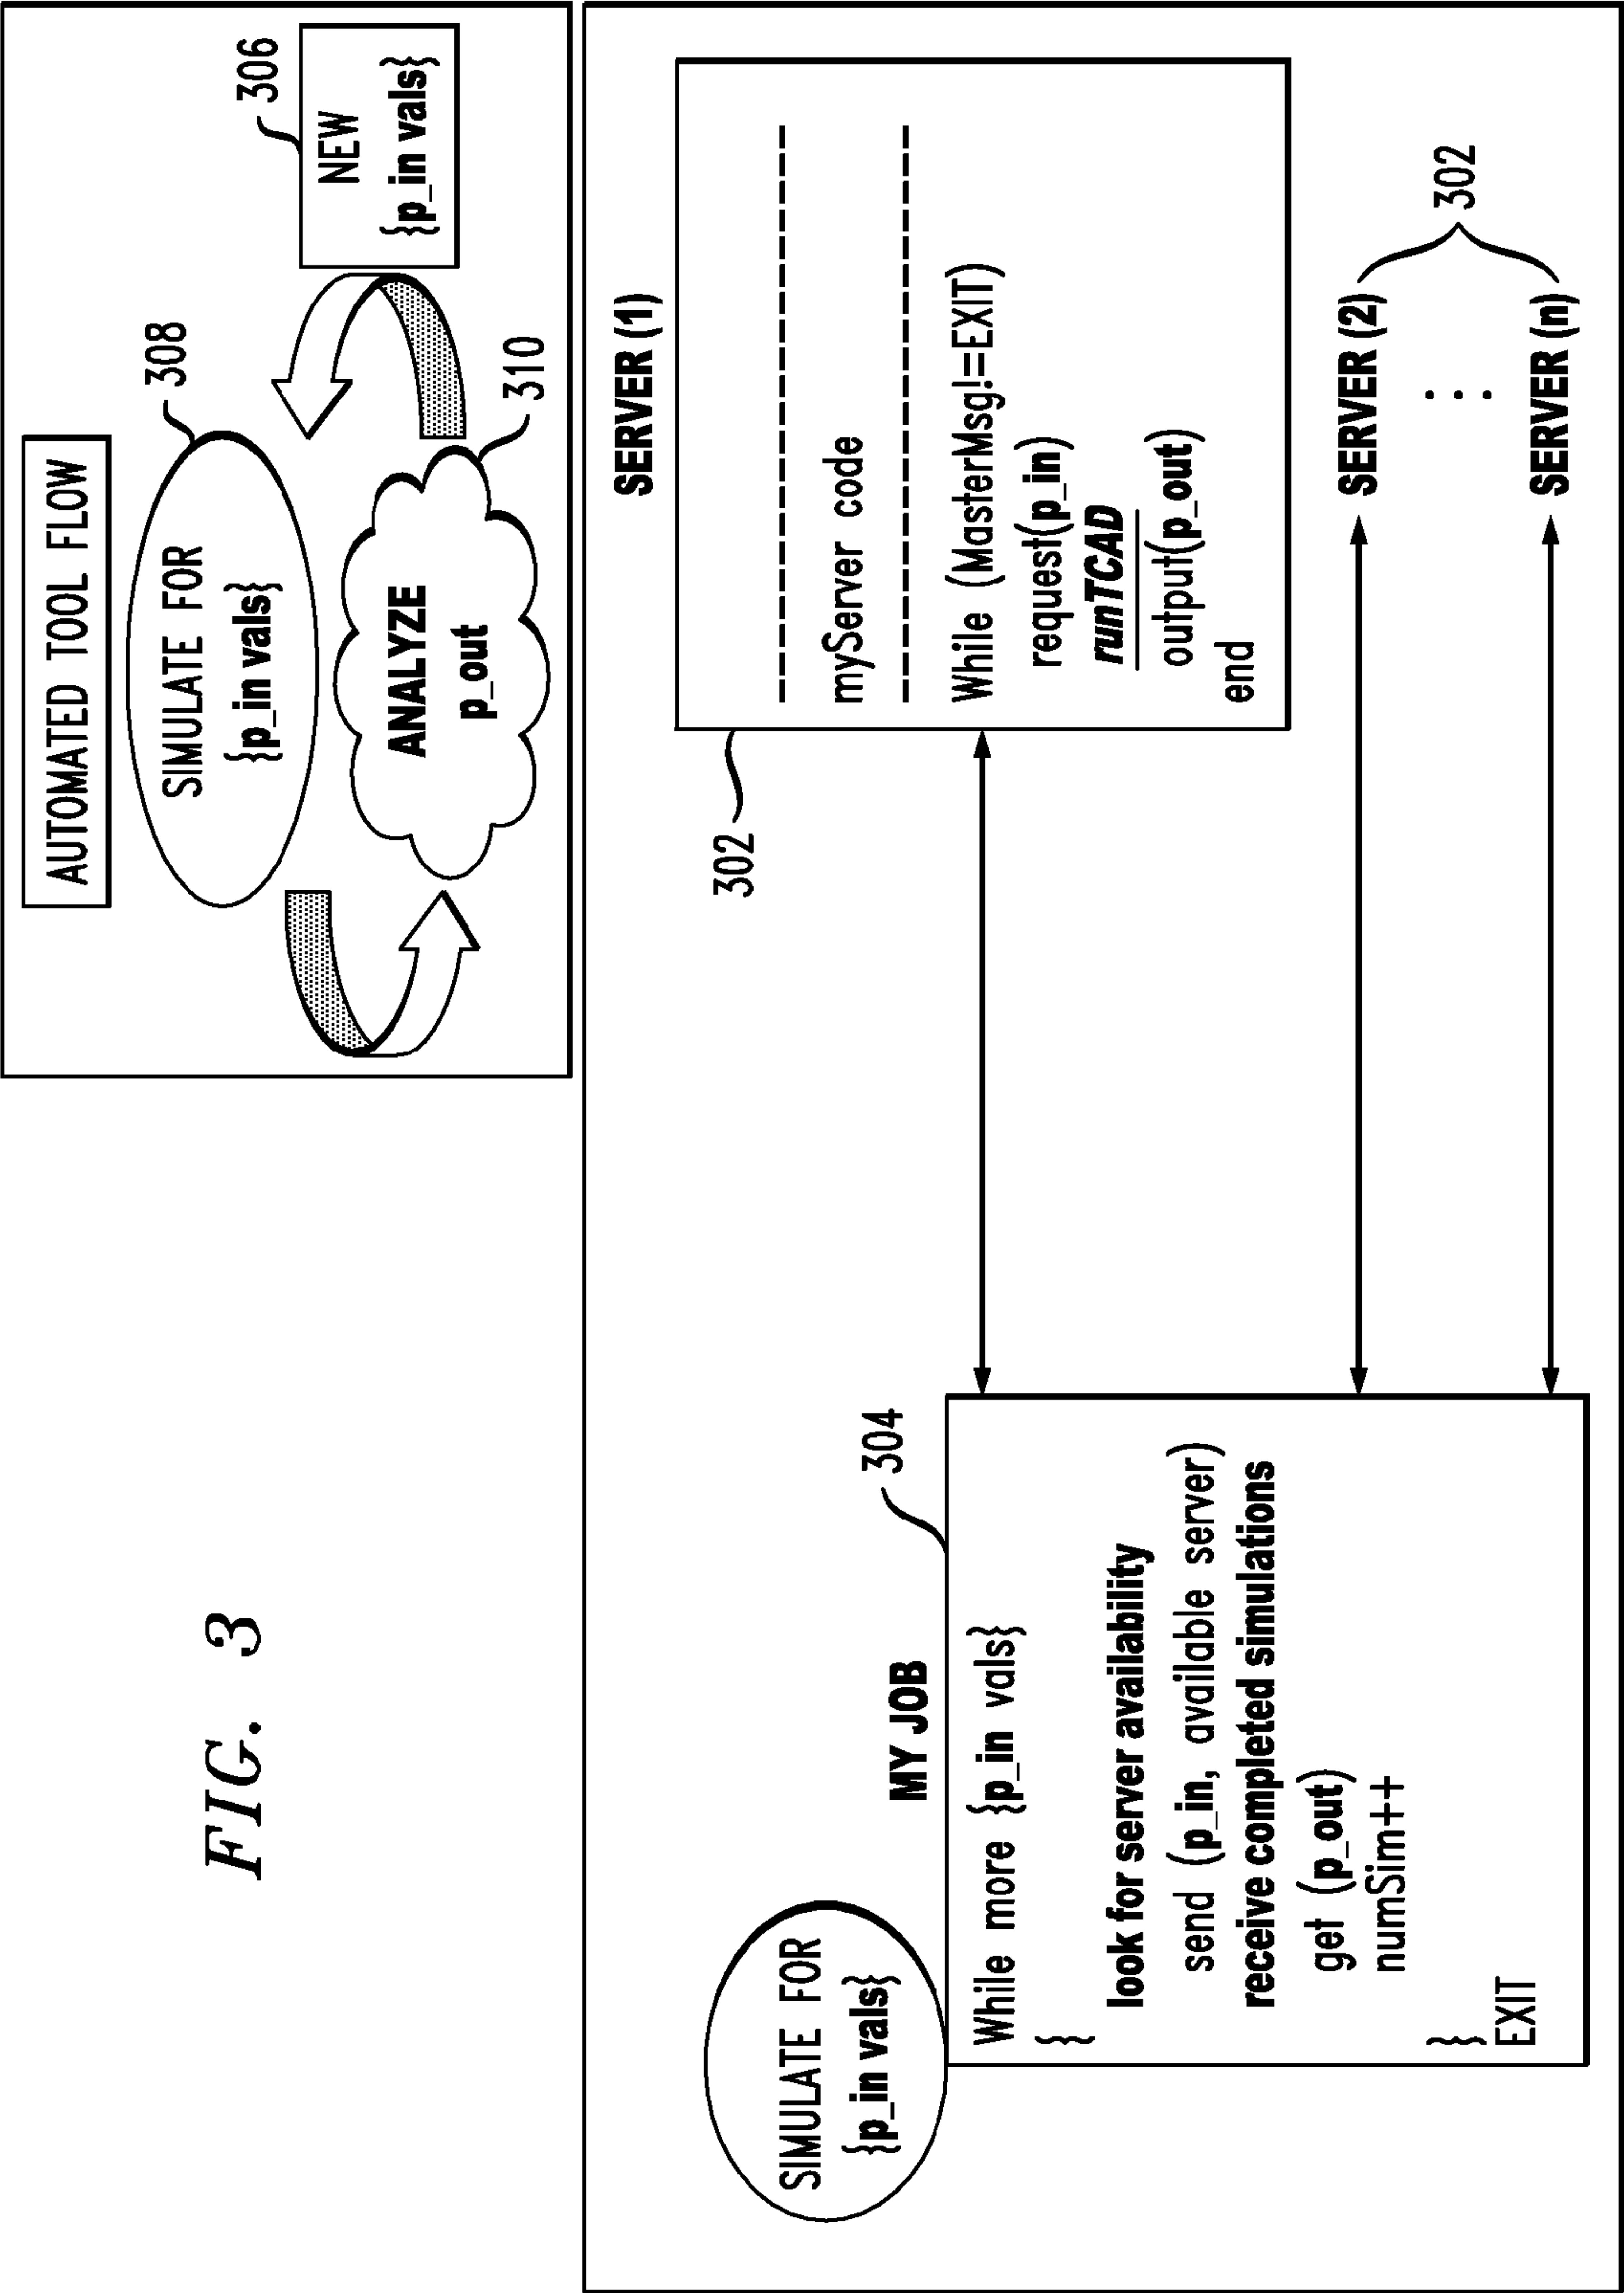 FIG. 3
AUTOMATED TOOL FLOW
308
SIMULATE FOR
{p_in vals}
306
NEW
{p_in vals}
ANALYZE
p_out
310
SIMULATE FOR
{p_in vals}
MY JOB
304
While more {p_in vals}
{
look for server availability
send (p_in, available server)
receive completed simulations
get (p_out)
numSim++
}
EXIT
SERVER (1)
302
myServer code
While (MasterMsg!=EXIT)
request(p_in)
runTCAD
output(p_out)
end
SERVER (2)
SERVER (n)
302